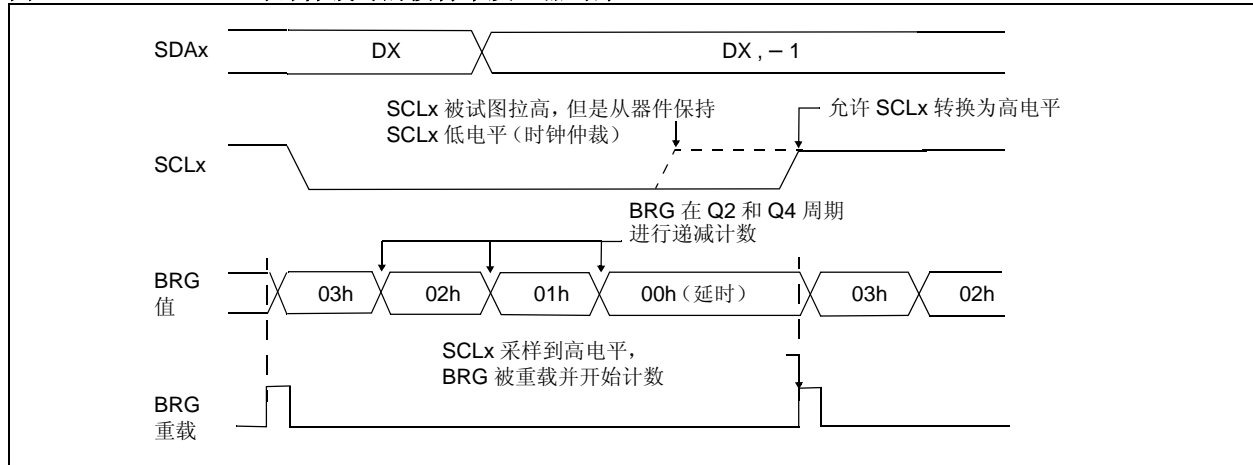 SDAx
DX
DX , – 1
SCLx 被试图拉高，但是从器件保持
SCLx 低电平（时钟仲裁）
允许 SCLx 转换为高电平
SCLx
BRG 在 Q2 和 Q4 周期
进行递减计数
BRG
值
03h
02h
01h
00h（延时）
03h
02h
SCLx 采样到高电平，
BRG 被重载并开始计数
BRG
重载